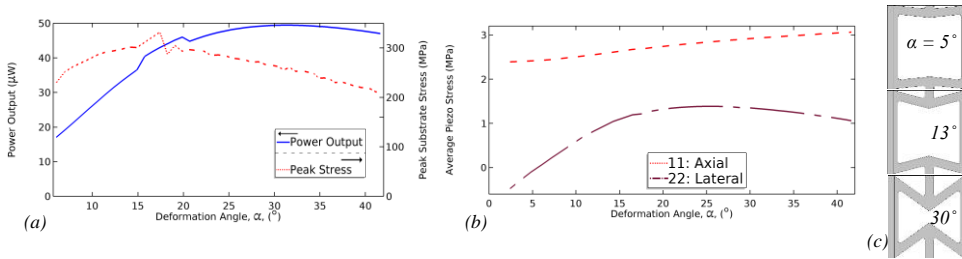 50
40
30
20
10
0
Power Output (µW)
10
15
20
25
30
35
40
Deformation Angle, α, (°)
300
200
100
0
Peak Substrate Stress (MPa)
Power Output
Peak Stress
(a)
3
2
1
0
Average Piezo Stress (MPa)
0
5
10
15
20
25
30
35
40
Deformation Angle, α, (°)
11: Axial
22: Lateral
(b)
α = 5°
13°
30°
(c)